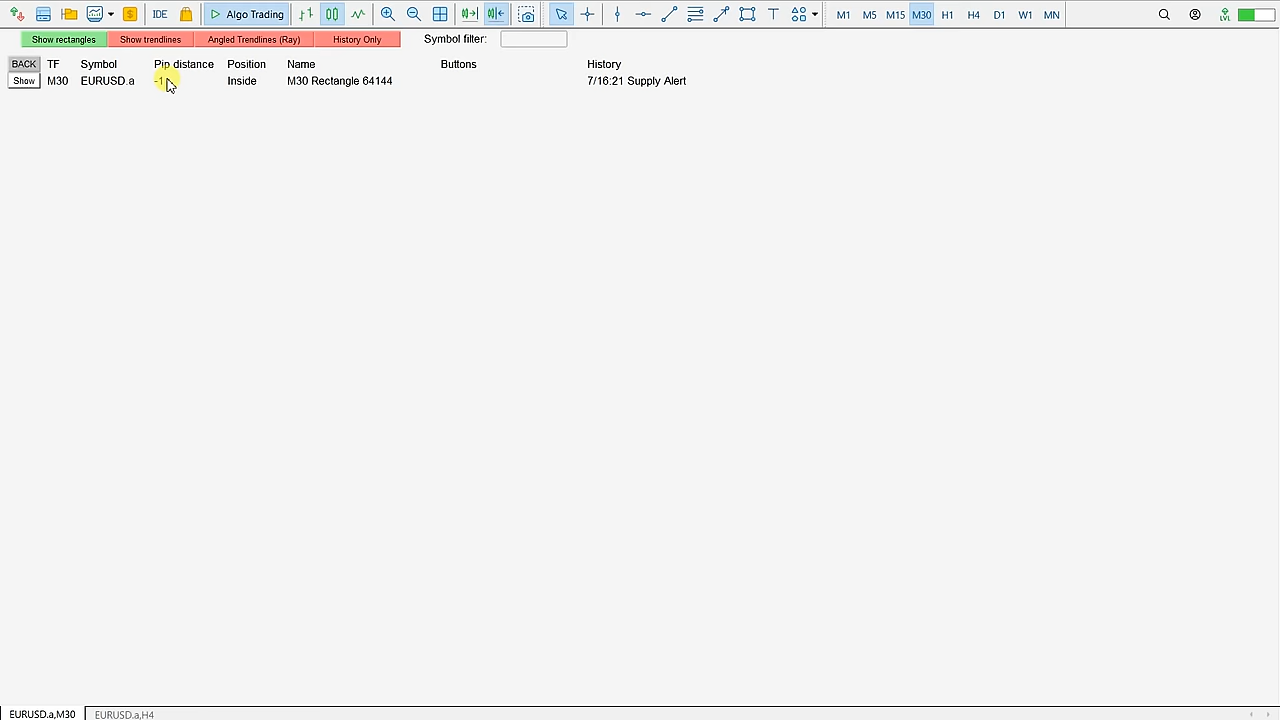 IDE Algo Trading M1 M5 M15 M30 H1 H4 D1 W1 MN LVL
Show rectangles Show trendlines Angled Trendlines (Ray) History Only Symbol filter:
BACK TF Symbol Pip distance Position Name Buttons History
Show M30 EURUSD.a -1 Inside M30 Rectangle 64144 7/16:21 Supply Alert
EURUSD.a,M30 EURUSD.a,H4